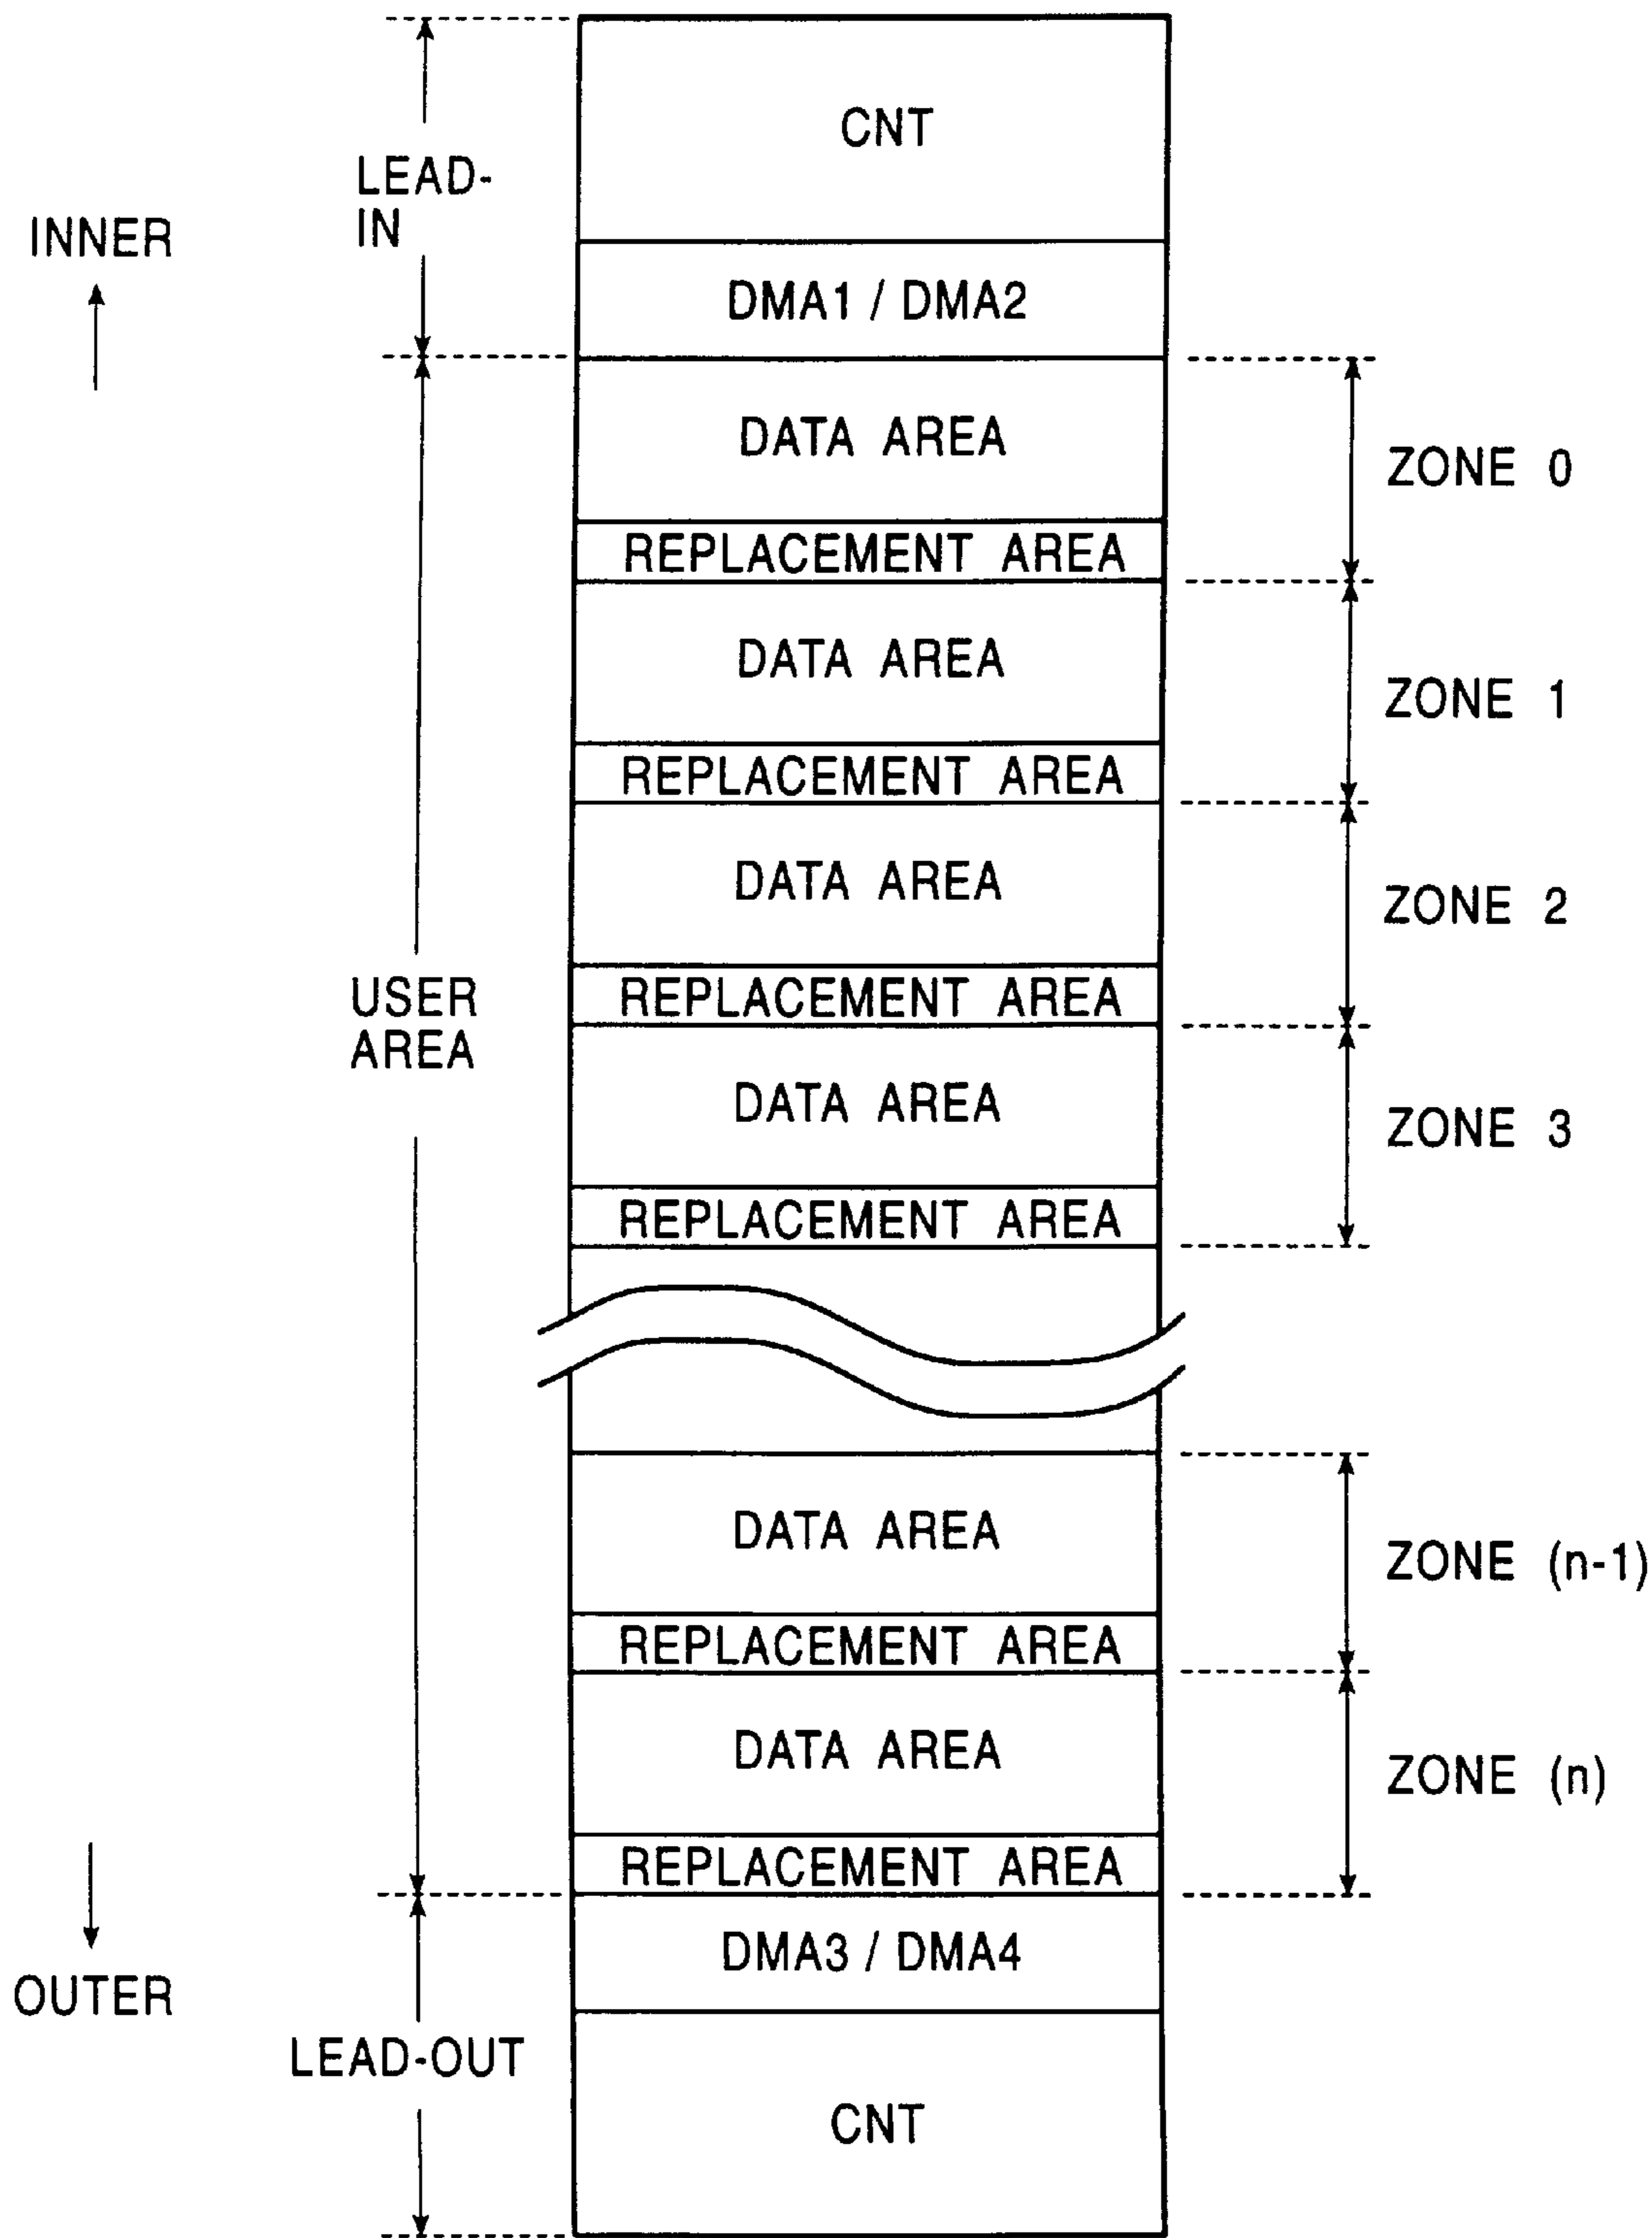 CNT
LEAD-
IN
INNER
DMA1 / DMA2
DATA AREA
ZONE 0
REPLACEMENT AREA
DATA AREA
ZONE 1
REPLACEMENT AREA
DATA AREA
ZONE 2
REPLACEMENT AREA
USER
AREA
DATA AREA
ZONE 3
REPLACEMENT AREA
DATA AREA
ZONE (n-1)
REPLACEMENT AREA
DATA AREA
ZONE (n)
REPLACEMENT AREA
DMA3 / DMA4
OUTER
LEAD-OUT
CNT